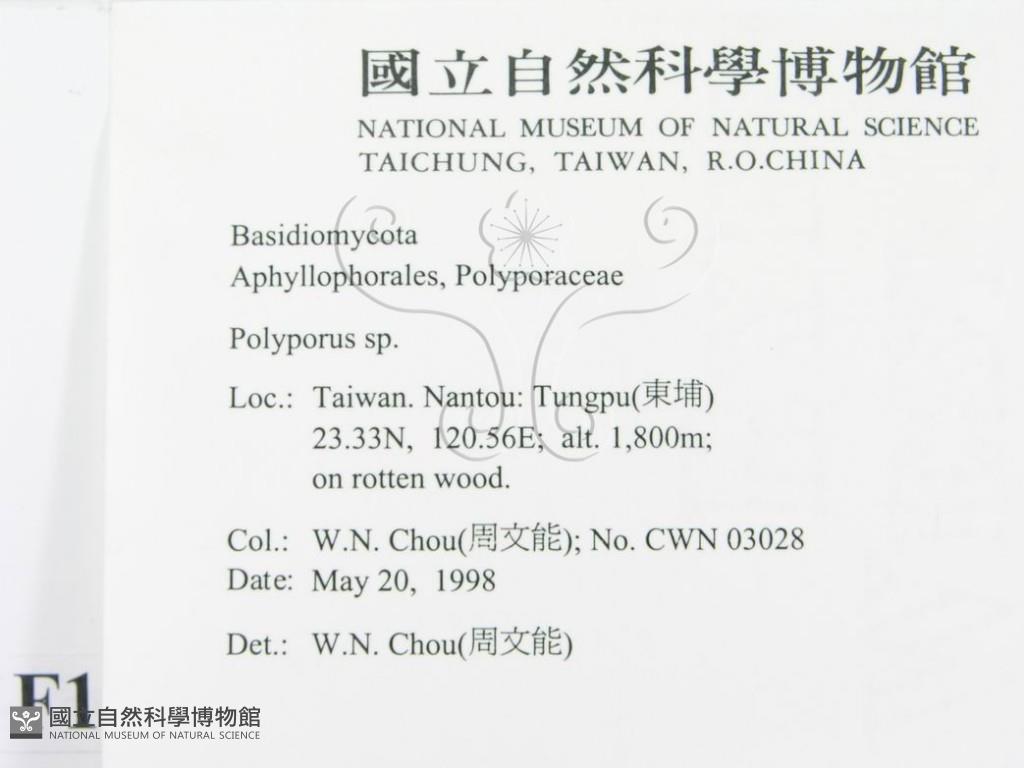 國立自然科學博物館
NATIONAL MUSEUM OF NATURAL SCIENCE
TAICHUNG, TAIWAN, R.O.CHINA
Basidiomycota
Aphyllophorales, Polyporaceae
Polyporus sp.
Loc.: Taiwan. Nantou: Tungpu(東埔)
23.33N, 120.56E; alt. 1,800m;
on rotten wood.
Col.: W.N. Chou(周文能); No. CWN 03028
Date: May 20, 1998
Det.: W.N. Chou(周文能)
F1
國立自然科學博物館
NATIONAL MUSEUM OF NATURAL SCIENCE